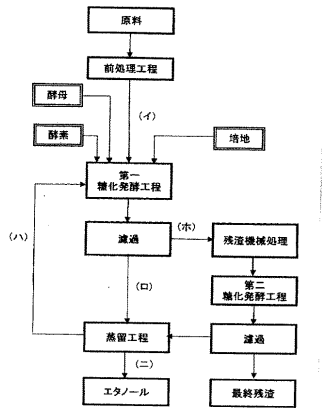 原料
前処理工程
酵母
(イ)
酵素
培地
第一
糖化発酵工程
(ハ)
濾過
(ホ)
残渣機械処理
第二
糖化発酵工程
(ロ)
蒸留工程
濾過
(ニ)
エタノール
最終残渣